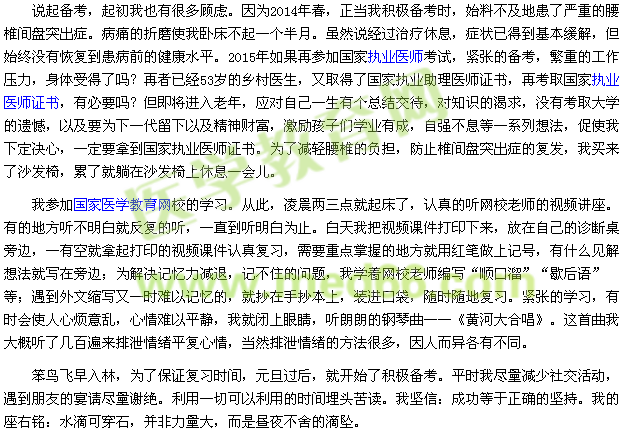 说起备考，起初我也有很多顾虑。因为2014年春，正当我积极备考时，始料不及地患了严重的腰
椎间盘突出症。病痛的折磨使我卧床不起一个半月。虽然说经过治疗休息，症状已得到基本缓解，但
始终没有恢复到患病前的健康水平。2015年如果再参加国家执业医师考试，紧张的备考，繁重的工作
压力，身体受得了吗？再者已经53岁的乡村医生，又取得了国家执业助理医师证书，再考取国家执业
医师证书，有必要吗？但即将进入老年，应对自己一生有个总结交待，对知识的渴求，没有考取大学
的遗憾，以及要为下一代留下以及精神财富，激励孩子们学业有成，自强不息等一系列想法，促使我
下定决心，一定要拿到国家执业医师证书。为了减轻腰椎的负担，防止椎间盘突出症的复发，我买来
了沙发椅，累了就躺在沙发椅上休息一会儿。
我参加国家医学教育网校的学习。从此，凌晨两三点就起床了，认真的听网校老师的视频讲座。
有的地方听不明白就反复的听，一直到听明白为止。白天我把视频课件打印下来，放在自己的诊断桌
旁边，一有空就拿起打印的视频课件认真复习，需要重点掌握的地方就用红笔做上记号，有什么见解
想法就写在旁边；为解决记忆力减退，记不住的问题，我学着网校老师编写“顺口溜”“歇后语”
等；遇到外文缩写又一时难以记忆的，就抄在手抄本上，装进口袋，随时随地复习。紧张的学习，有
时会使人心烦意乱，心情难以平静，我就闭上眼睛，听朗朗的钢琴曲——《黄河大合唱》。这首曲我
大概听了几百遍来排泄情绪平复心情，当然排泄情绪的方法很多，因人而异各有不同。
笨鸟飞早入林，为了保证复习时间，元旦过后，就开始了积极备考。平时我尽量减少社交活动，
遇到朋友的宴请尽量谢绝。利用一切可以利用的时间埋头苦读。我坚信：成功等于正确的坚持。我的
座右铭：水滴可穿石，并非力量大，而是昼夜不舍的滴坠。
医学教育网
www.med66.com